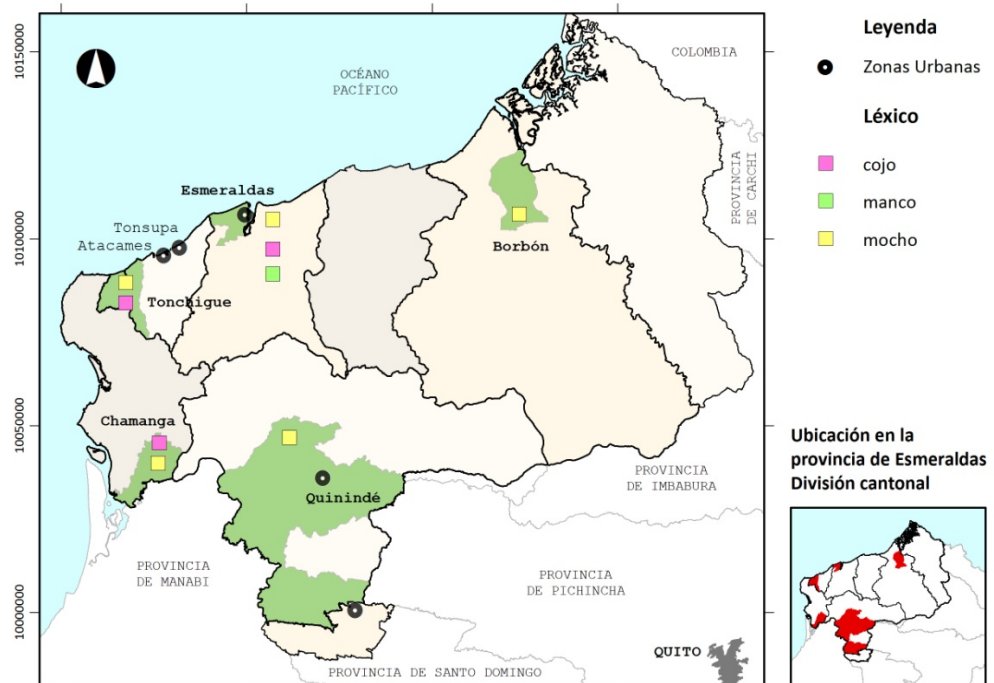 10150000
10100000
10050000
10000000
OCÉANO
PACÍFICO
COLOMBIA
PROVINCIA
DE CARCHI
Esmeraldas
Tonsupa
Atacames
Tonchigue
Borbón
Chamanga
Quinindé
PROVINCIA
DE IMBABURA
PROVINCIA
DE MANABI
PROVINCIA
DE PICHINCHA
QUITO
PROVINCIA DE SANTO DOMINGO
Leyenda
Zonas Urbanas
Léxico
cojo
manco
mocho
Ubicación en la
provincia de Esmeraldas
División cantonal